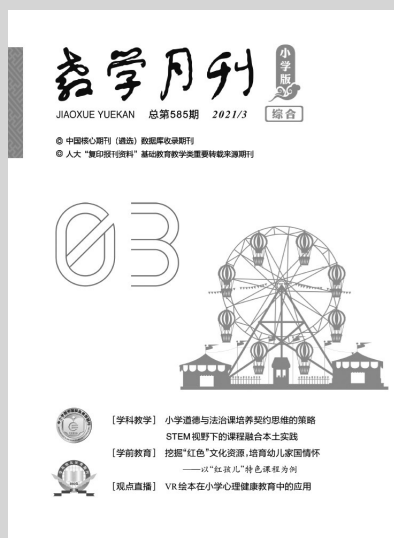 教学月刊
小学版
JIAOXUE YUEKAN 总第585期 2021/3 综合
中国核心期刊（遴选）数据库收录期刊
人大“复印报刊资料”基础教育教学类重要转载来源期刊
03
［学科教学］ 小学道德与法治课培养契约思维的策略
STEM视野下的课程融合本土实践
［学前教育］ 挖掘“红色”文化资源，培育幼儿家国情怀
——以“红孩儿”特色课程为例
［观点直播］ VR绘本在小学心理健康教育中的应用